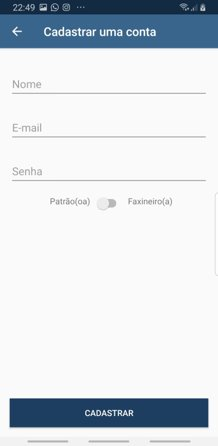 22:49
Cadastrar uma conta
Nome
E-mail
Senha
Patrão(oa) Faxineiro(a)
CADASTRAR